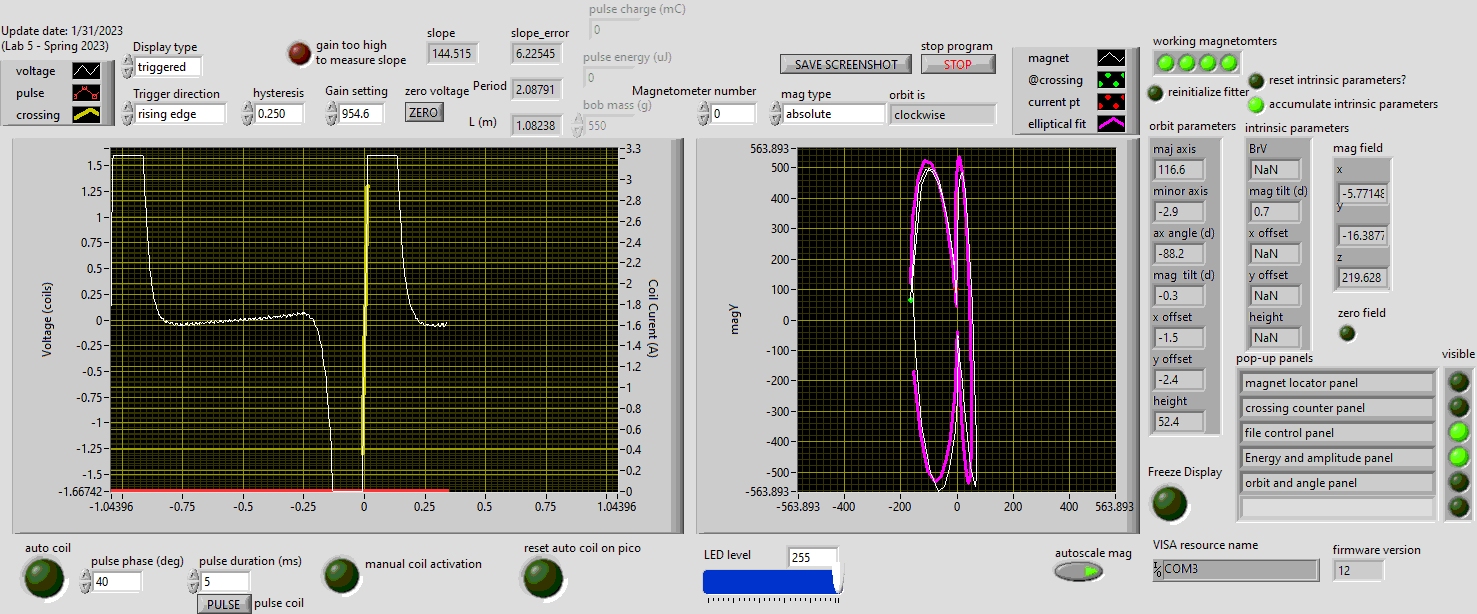 Update date: 1/31/2023
(Lab 5 - Spring 2023)
voltage
pulse
crossing
Display type
triggered
Trigger direction
rising edge
hysteresis
0.250
gain too high
to measure slope
Gain setting
954.6
zero voltage
ZERO
slope
144.515
slope_error
6.22545
Period
2.08791
L (m)
1.08238
pulse charge (mC)
0
pulse energy (uJ)
0
bob mass (g)
550
Magnetometer number
0
SAVE SCREENSHOT
stop program
STOP
mag type
absolute
orbit is
clockwise
magnet
@crossing
current pt
elliptical fit
working magnetomters
reinitialize fitter
reset intrinsic parameters?
accumulate intrinsic parameters
Voltage (coils)
1.5
1.25
1
0.75
0.5
0.25
0
-0.25
-0.5
-0.75
-1
-1.25
-1.5
-1.66742
-1.04396
-0.75
-0.5
-0.25
0
0.25
0.5
0.75
1.04396
3.3
3
2.8
2.6
2.4
2.2
2
1.8
1.6
1.4
1.2
1
0.8
0.6
0.4
0.2
0
Coil Current (A)
magy
563.893
500
400
300
200
100
0
-100
-200
-300
-400
-500
-563.893
-563.893
-400
-200
0
200
400
563.893
orbit parameters
maj axis
116.6
minor axis
-2.9
ax angle (d)
-88.2
mag tilt (d)
-0.3
x offset
-1.5
y offset
-2.4
height
52.4
intrinsic parameters
BrV
NaN
mag tilt (d)
0.7
x offset
NaN
y offset
NaN
height
NaN
mag field
x
-5.77148
y
-16.3877
z
219.628
zero field
pop-up panels
visible
magnet locator panel
crossing counter panel
file control panel
Energy and amplitude panel
orbit and angle panel
Freeze Display
auto coil
pulse phase (deg)
40
pulse duration (ms)
5
PULSE
pulse coil
manual coil activation
reset auto coil on pico
LED level
255
autoscale mag
VISA resource name
COM3
firmware version
12